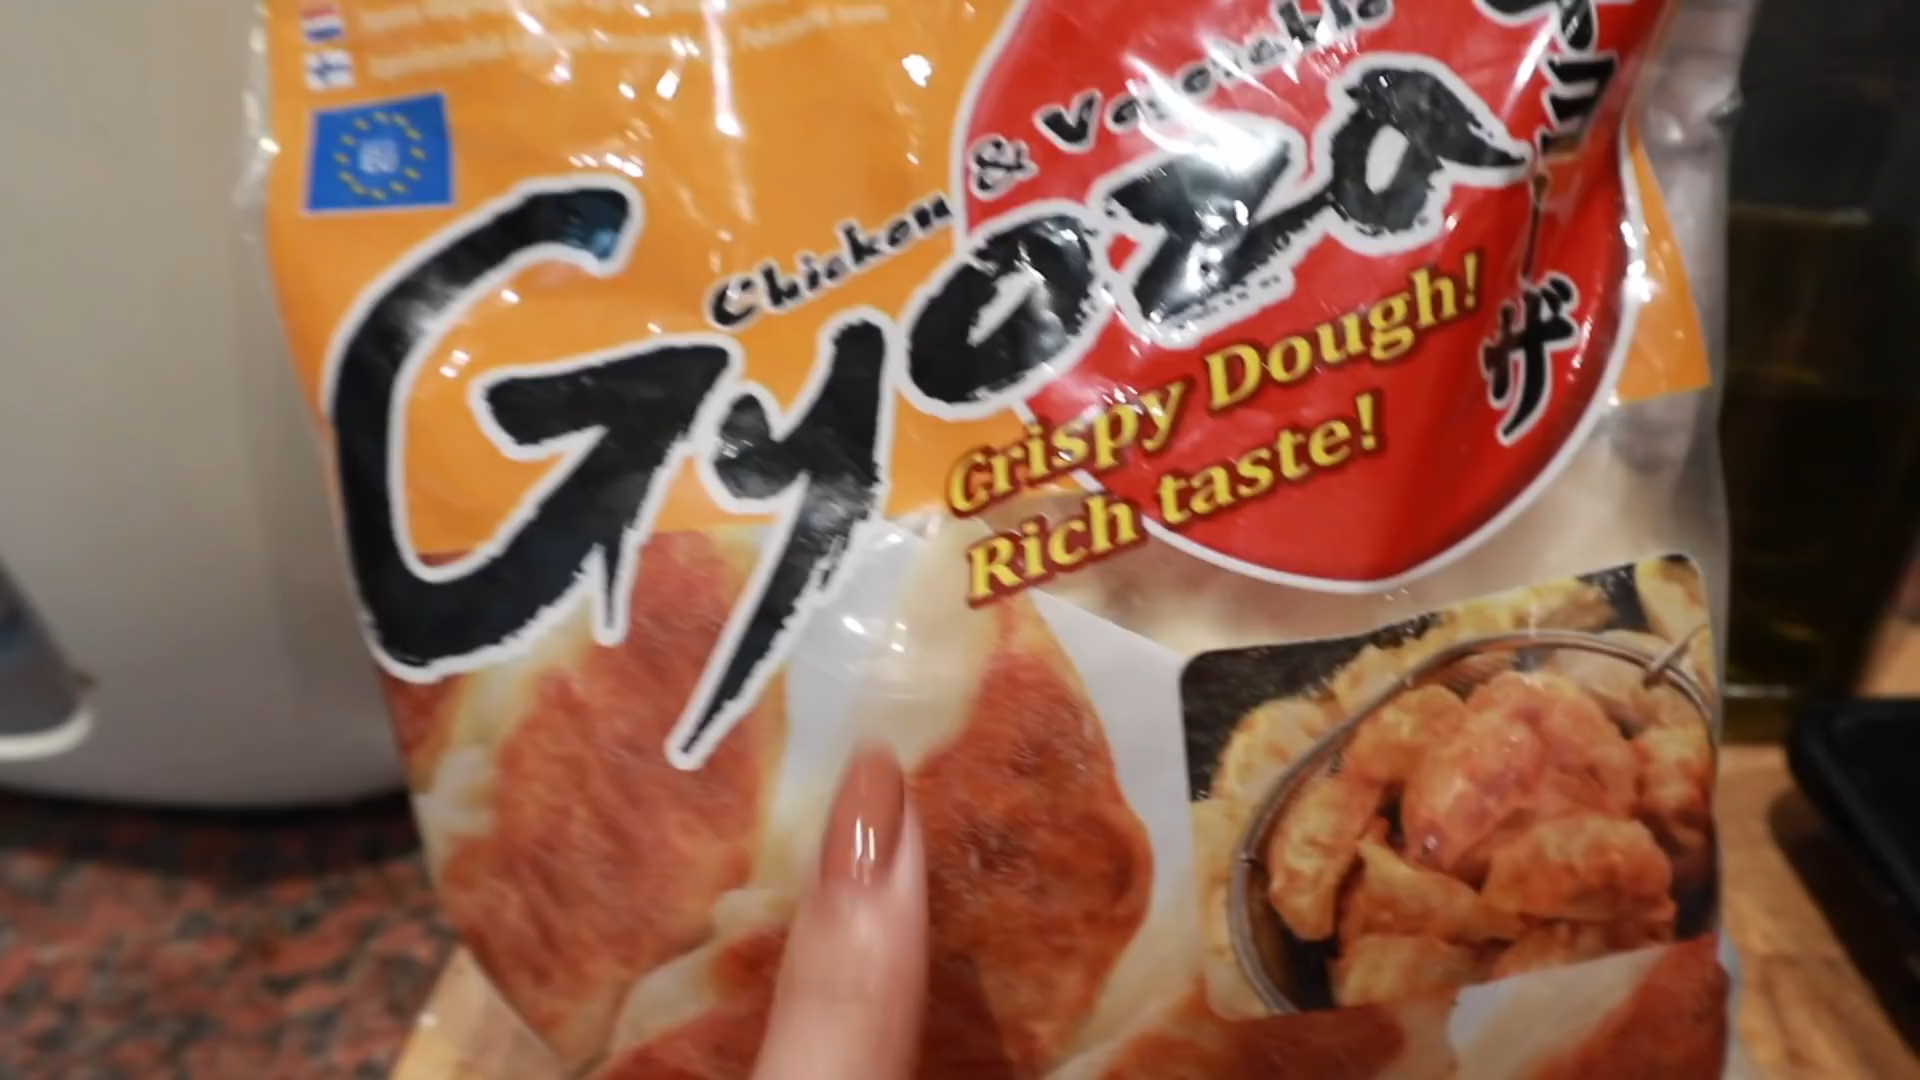 Chicken & Vegetable
Gyoza
ギョーザ
Crispy Dough!
Rich taste!